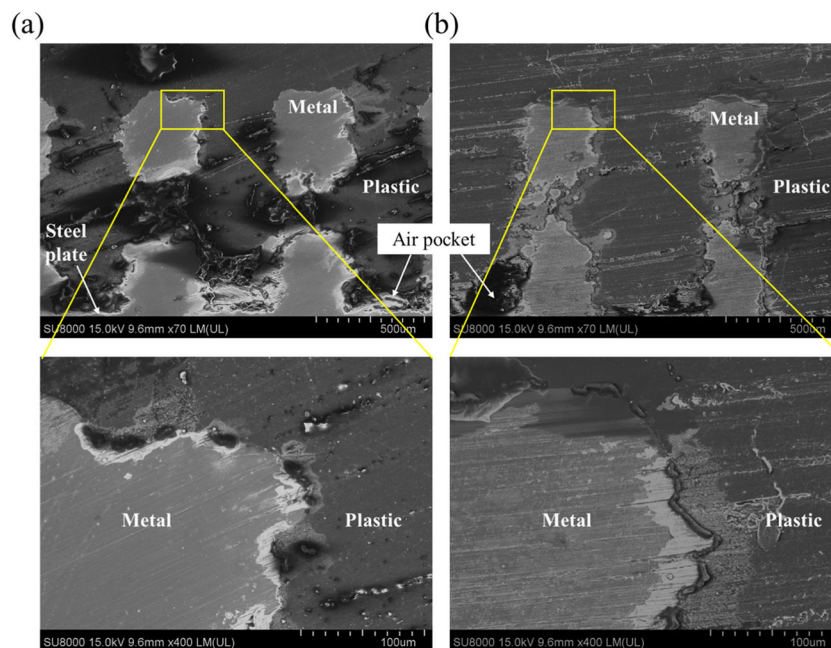 (a)
(b)
Metal
Metal
Plastic
Plastic
Steel
plate
Air pocket
SU8000 15.0kV 9.6mm x70 LM(UL)
500um
SU8000 15.0kV 9.6mm x70 LM(UL)
500um
Metal
Plastic
Metal
Plastic
SU8000 15.0kV 9.6mm x400 LM(UL)
100um
SU8000 15.0kV 9.6mm x400 LM(UL)
100um